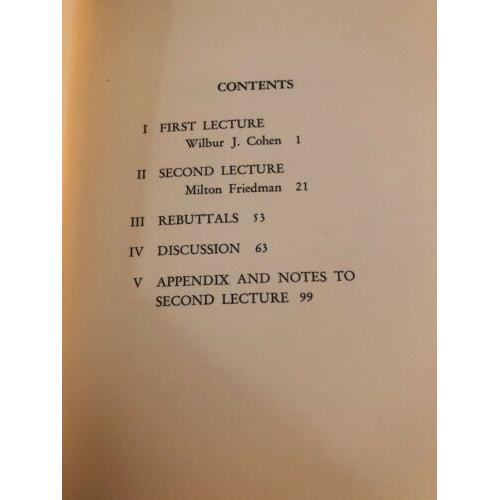 CONTENTS
I FIRST LECTURE
Wilbur J. Cohen 1
II SECOND LECTURE
Milton Friedman 21
III REBUTTALS 53
IV DISCUSSION 63
V APPENDIX AND NOTES TO
SECOND LECTURE 99